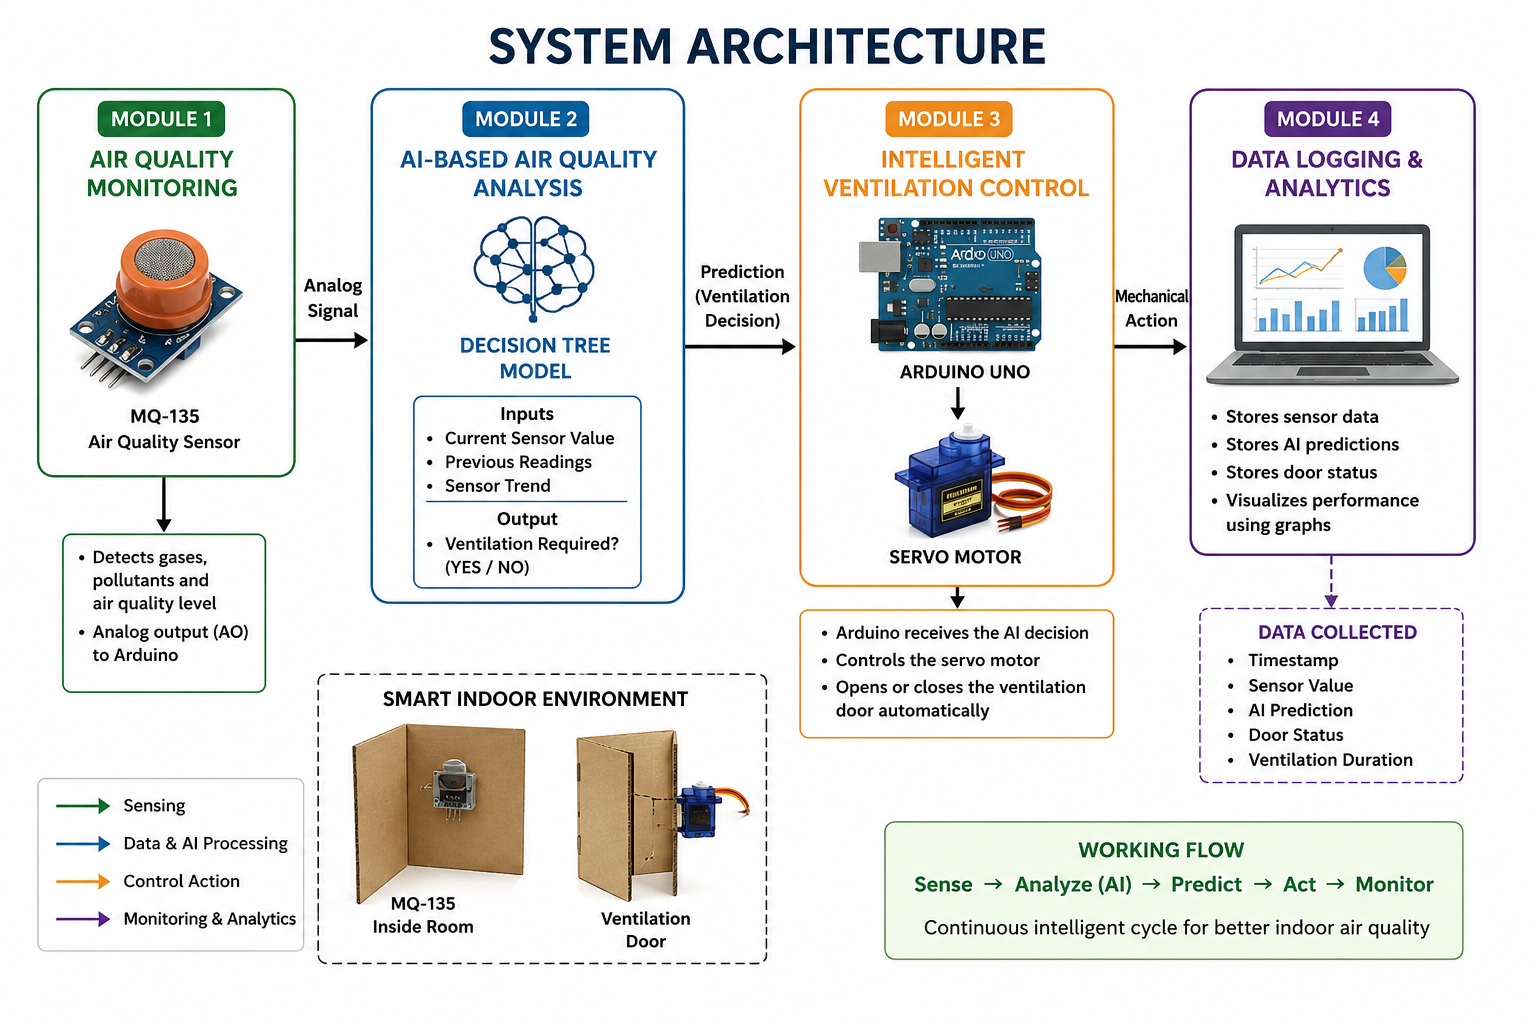 SYSTEM ARCHITECTURE
MODULE 1
AIR QUALITY
MONITORING
MQ-135
Air Quality Sensor
• Detects gases,
pollutants and
air quality level
• Analog output (AO)
to Arduino
Analog
Signal
MODULE 2
AI-BASED AIR QUALITY
ANALYSIS
DECISION TREE
MODEL
Inputs
• Current Sensor Value
• Previous Readings
• Sensor Trend
Output
• Ventilation Required?
(YES / NO)
Prediction
(Ventilation
Decision)
MODULE 3
INTELLIGENT
VENTILATION CONTROL
UNO
ARDUINO UNO
SERVO MOTOR
• Arduino receives the AI decision
• Controls the servo motor
• Opens or closes the ventilation
door automatically
Mechanical
Action
MODULE 4
DATA LOGGING &
ANALYTICS
• Stores sensor data
• Stores AI predictions
• Stores door status
• Visualizes performance
using graphs
DATA COLLECTED
• Timestamp
• Sensor Value
• AI Prediction
• Door Status
• Ventilation Duration
SMART INDOOR ENVIRONMENT
MQ-135
Inside Room
Ventilation
Door
Sensing
Data & AI Processing
Control Action
Monitoring & Analytics
WORKING FLOW
Sense → Analyze (AI) → Predict → Act → Monitor
Continuous intelligent cycle for better indoor air quality